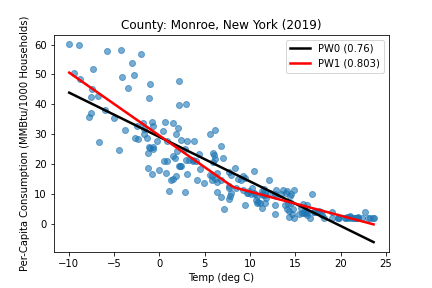 County: Monroe, New York (2019)
Per-Capita Consumption (MMBtu/1000 Households)
60
50
40
30
20
10
0
PW0 (0.76)
PW1 (0.803)
−10 −5 0 5 10 15 20 25
Temp (deg C)